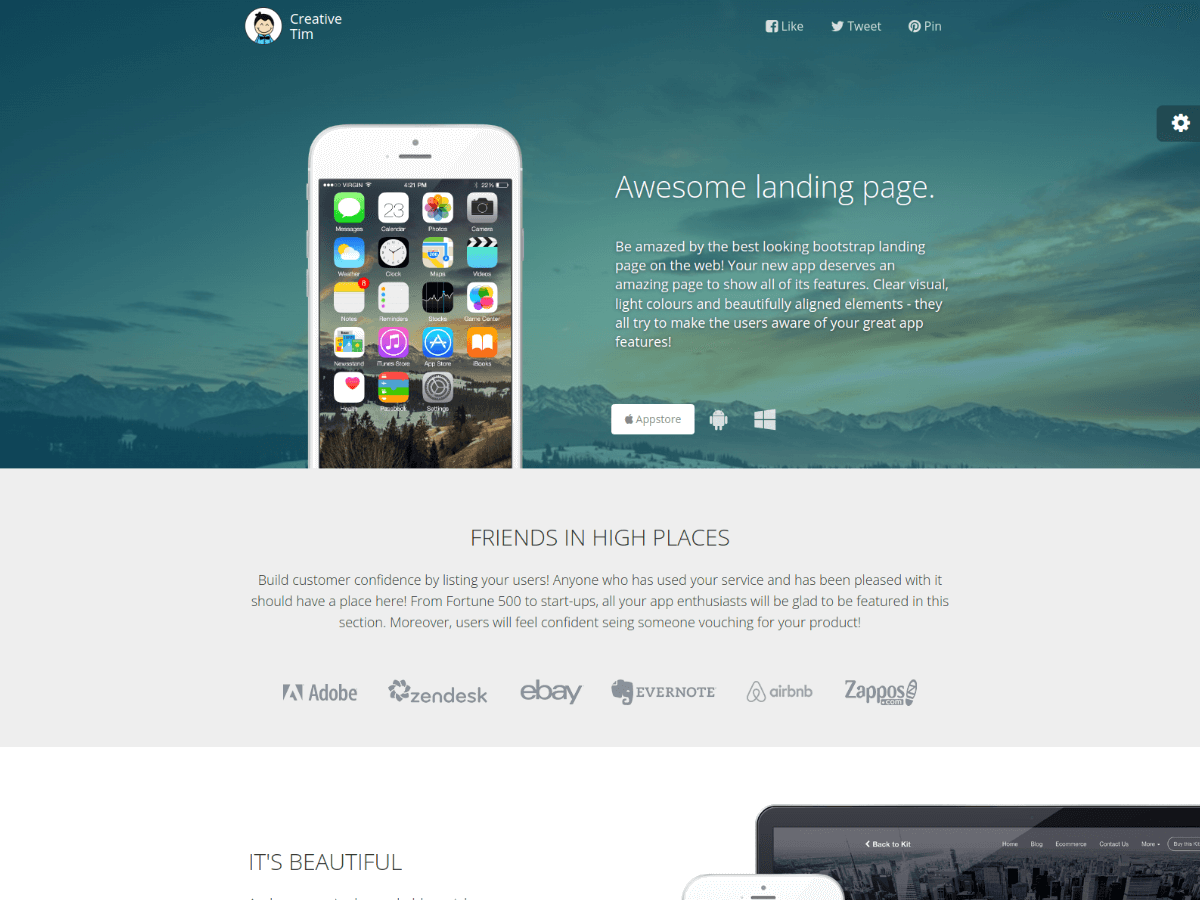 Creative
Tim
Like
Tweet
Pin
VIRGIN
4:21 PM
22%
Messages
23
Calendar
Photos
Camera
Weather
Clock
Maps
Videos
8
Notes
Reminders
Stocks
Game Center
Newsstand
iTunes Store
App Store
iBooks
Health
Passbook
Settings
Awesome landing page.
Be amazed by the best looking bootstrap landing
page on the web! Your new app deserves an
amazing page to show all of its features. Clear visual,
light colours and beautifully aligned elements - they
all try to make the users aware of your great app
features!
Appstore
FRIENDS IN HIGH PLACES
Build customer confidence by listing your users! Anyone who has used your service and has been pleased with it
should have a place here! From Fortune 500 to start-ups, all your app enthusiasts will be glad to be featured in this
section. Moreover, users will feel confident seing someone vouching for your product!
Adobe
zendesk
ebay
EVERNOTE
airbnb
Zappos
.com
Back to Kit
Home
Blog
Ecommerce
Contact Us
More
Buy this Kit
IT'S BEAUTIFUL